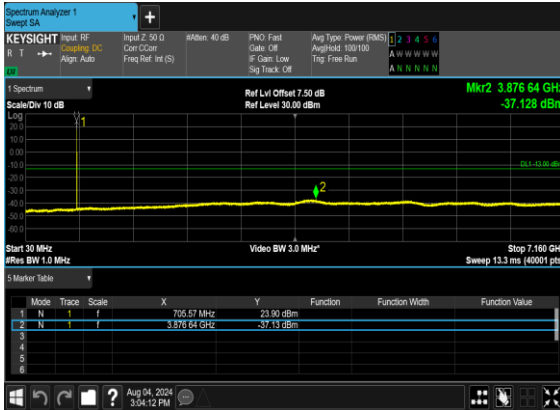 Spectrum Analyzer 1
Swept SA
+
KEYSIGHT
R T
LXI
Input: RF
Coupling: DC
Align: Auto
Input Z: 50 Ω
Corr CCorr
Freq Ref: Int (S)
#Atten: 40 dB
PNO: Fast
Gate: Off
IF Gain: Low
Sig Track: Off
Avg Type: Power (RMS)
Avg|Hold: 100/100
Trig: Free Run
1 2 3 4 5 6
A W W W W W
A N N N N N
1 Spectrum
Scale/Div 10 dB
Ref Lvl Offset 7.50 dB
Ref Level 30.00 dBm
Mkr2 3.876 64 GHz
-37.128 dBm
Log
20.0
10.0
0.00
-10.0
-20.0
-30.0
-40.0
-50.0
-60.0
1
2
DL1 -13.00 dBm
Start 30 MHz
#Res BW 1.0 MHz
Video BW 3.0 MHz*
Stop 7.160 GHz
Sweep 13.3 ms (40001 pts)
5 Marker Table
Mode Trace Scale X Y Function Function Width Function Value
1 N 1 f 705.57 MHz 23.90 dBm
2 N 1 f 3.876 64 GHz -37.13 dBm
3
4
5
6
?
Aug 04, 2024
3:04:12 PM